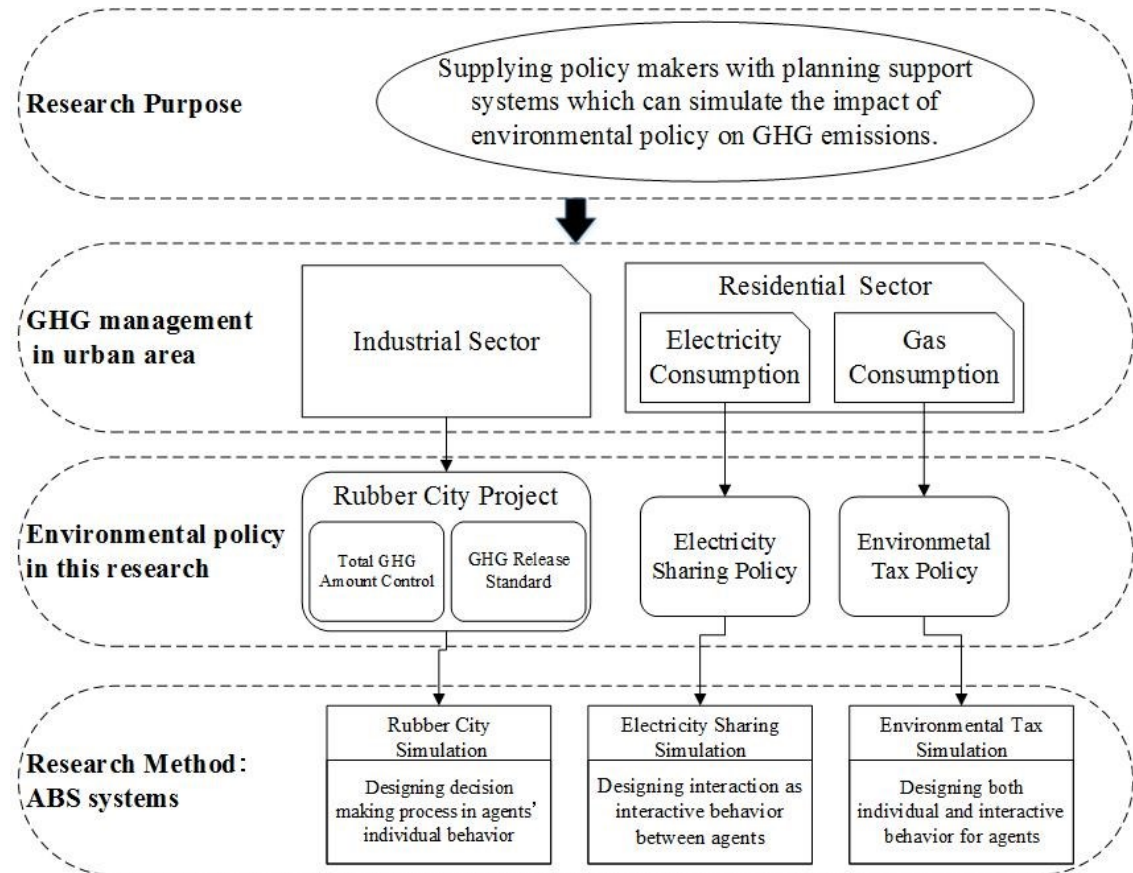 Research Purpose
Supplying policy makers with planning support
systems which can simulate the impact of
environmental policy on GHG emissions.
GHG management
in urban area
Industrial Sector
Residential Sector
Electricity
Consumption
Gas
Consumption
Environmental policy
in this research
Rubber City Project
Total GHG
Amount Control
GHG Release
Standard
Electricity
Sharing Policy
Environmetal
Tax Policy
Research Method:
ABS systems
Rubber City
Simulation
Designing decision
making process in agents'
individual behavior
Electricity Sharing
Simulation
Designing interaction as
interactive behavior
between agents
Environmental Tax
Simulation
Designing both
individual and interactive
behavior for agents